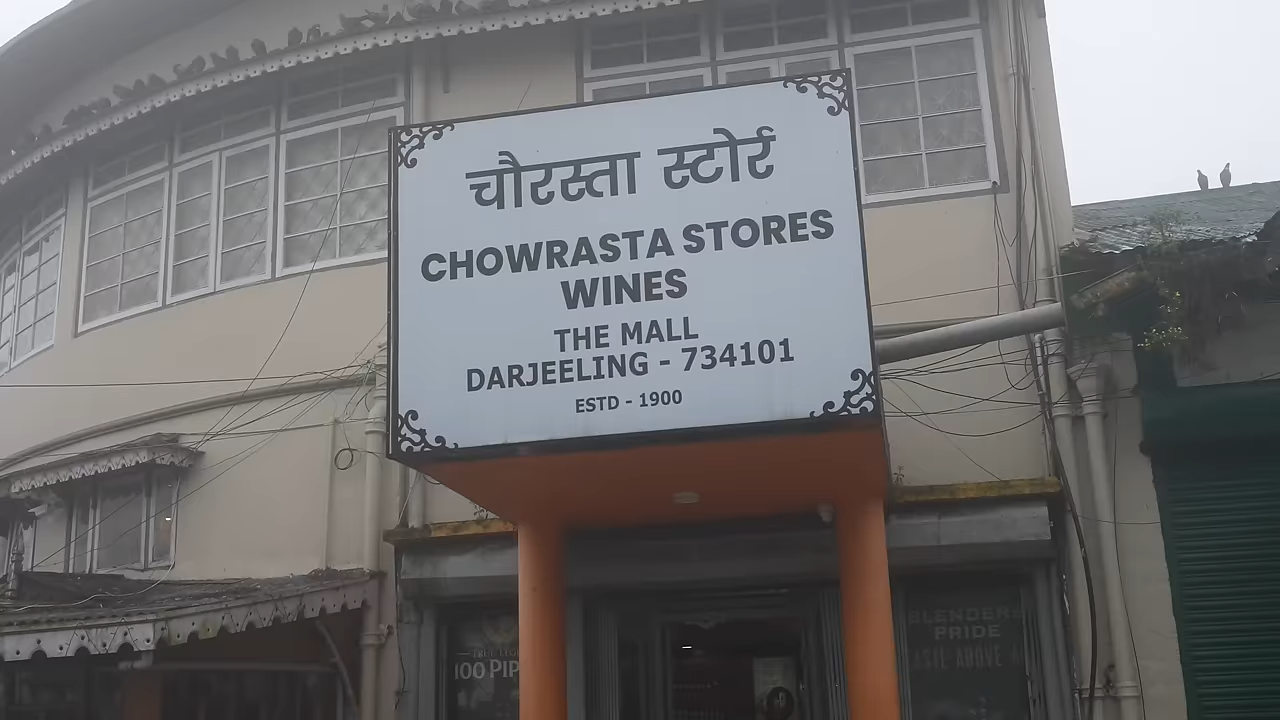 चौरस्ता स्टोर्र
CHOWRASTA STORES
WINES
THE MALL
DARJEELING - 734101
ESTD - 1900
100 PIP
BLENDERS
PRIDE